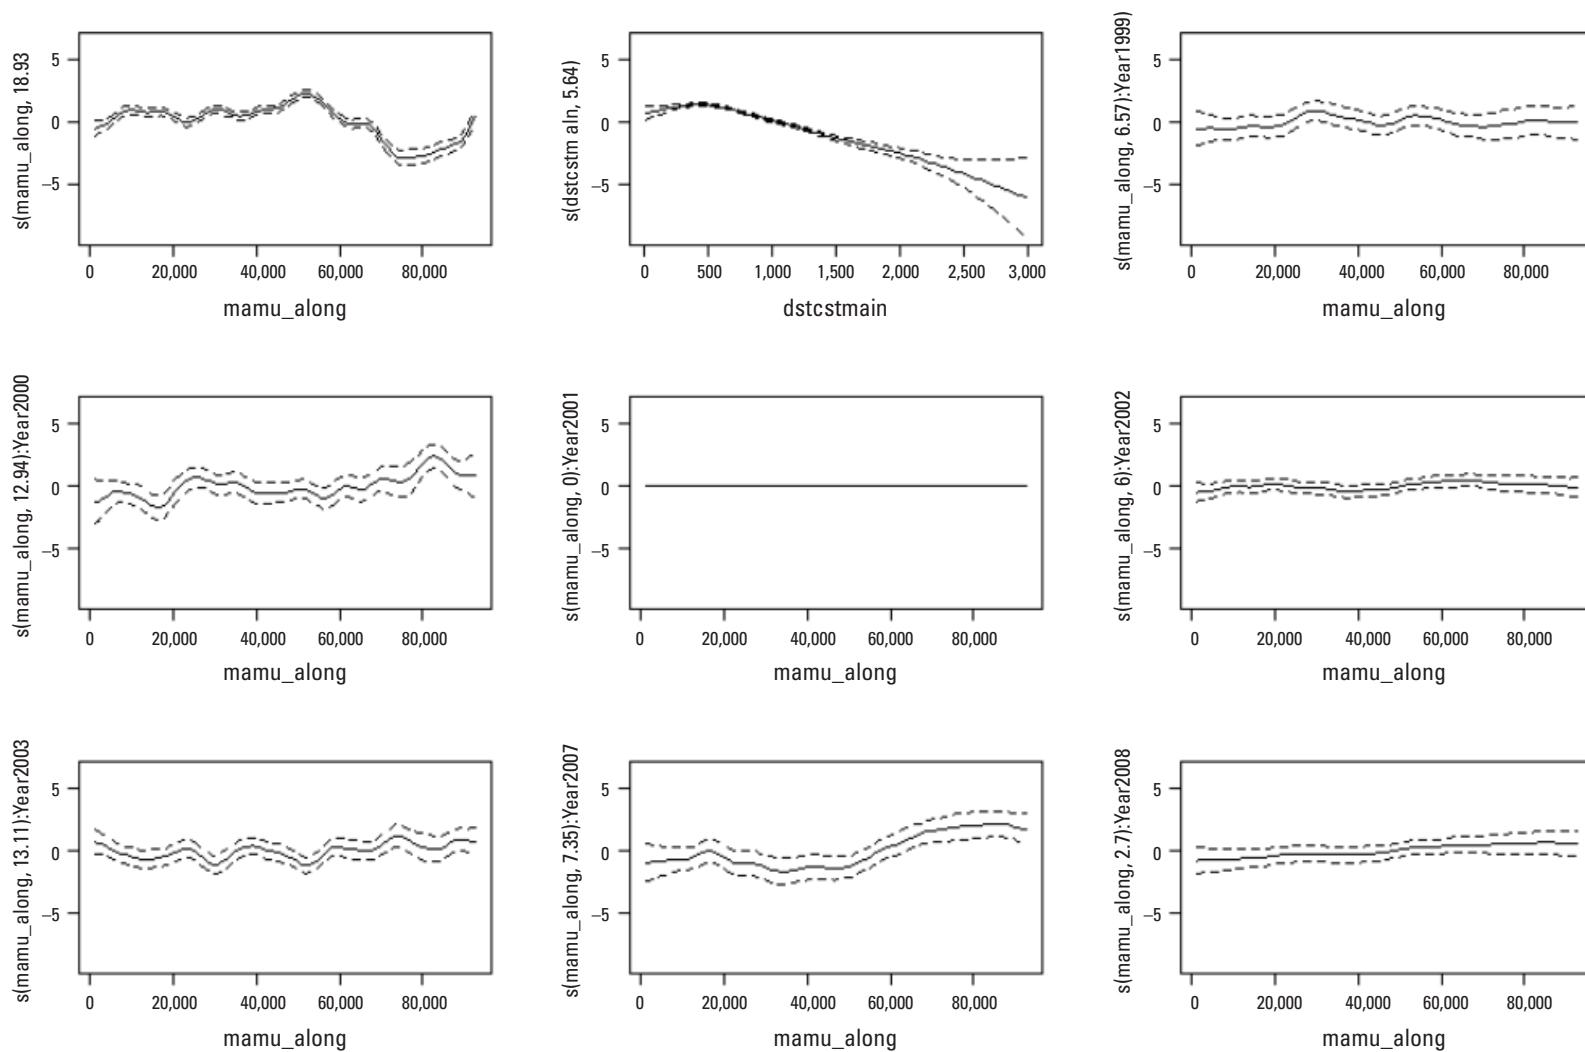 s(mamu_along, 18.93
5
0
–5
0 20,000 40,000 60,000 80,000
mamu_along
s(dstcstm aln, 5.64)
5
0
–5
0 500 1,000 1,500 2,000 2,500 3,000
dstcstmain
s(mamu_along, 6.57):Year1999)
5
0
–5
0 20,000 40,000 60,000 80,000
mamu_along
s(mamu_along, 12.94):Year2000
5
0
–5
0 20,000 40,000 60,000 80,000
mamu_along
s(mamu_along, 0):Year2001
5
0
–5
0 20,000 40,000 60,000 80,000
mamu_along
s(mamu_along, 6):Year2002
5
0
–5
0 20,000 40,000 60,000 80,000
mamu_along
s(mamu_along, 13.11):Year2003
5
0
–5
0 20,000 40,000 60,000 80,000
mamu_along
s(mamu_along, 7.35):Year2007
5
0
–5
0 20,000 40,000 60,000 80,000
mamu_along
s(mamu_along, 2.7):Year2008
5
0
–5
0 20,000 40,000 60,000 80,000
mamu_along